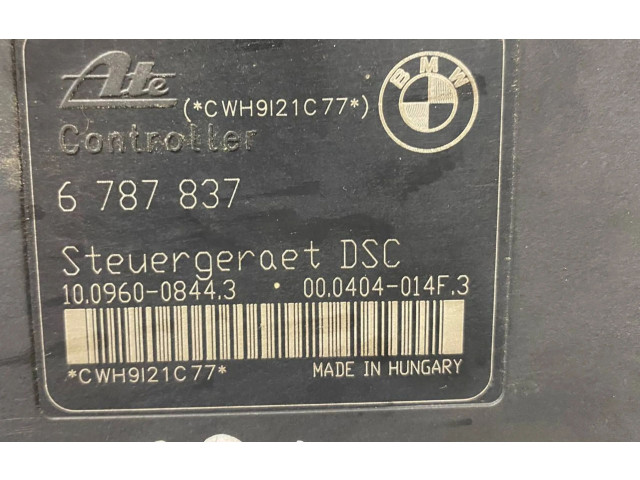 Ate
(*CWH9I21C77*)
BMW
Controller
6 787 837
Steuergeraet DSC
10.0960-0844.3 · 00.0404-014F.3
*CWH9I21C77*
MADE IN HUNGARY